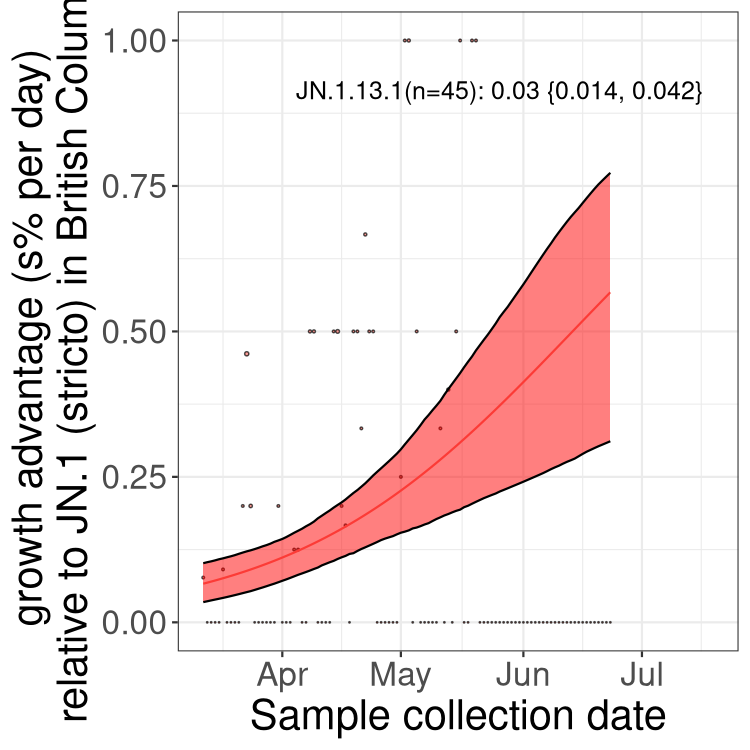 growth advantage (s% per day)
relative to JN.1 (stricto) in British Colum
1.00
0.75
0.50
0.25
0.00
JN.1.13.1(n=45): 0.03 {0.014, 0.042}
Apr May Jun Jul
Sample collection date